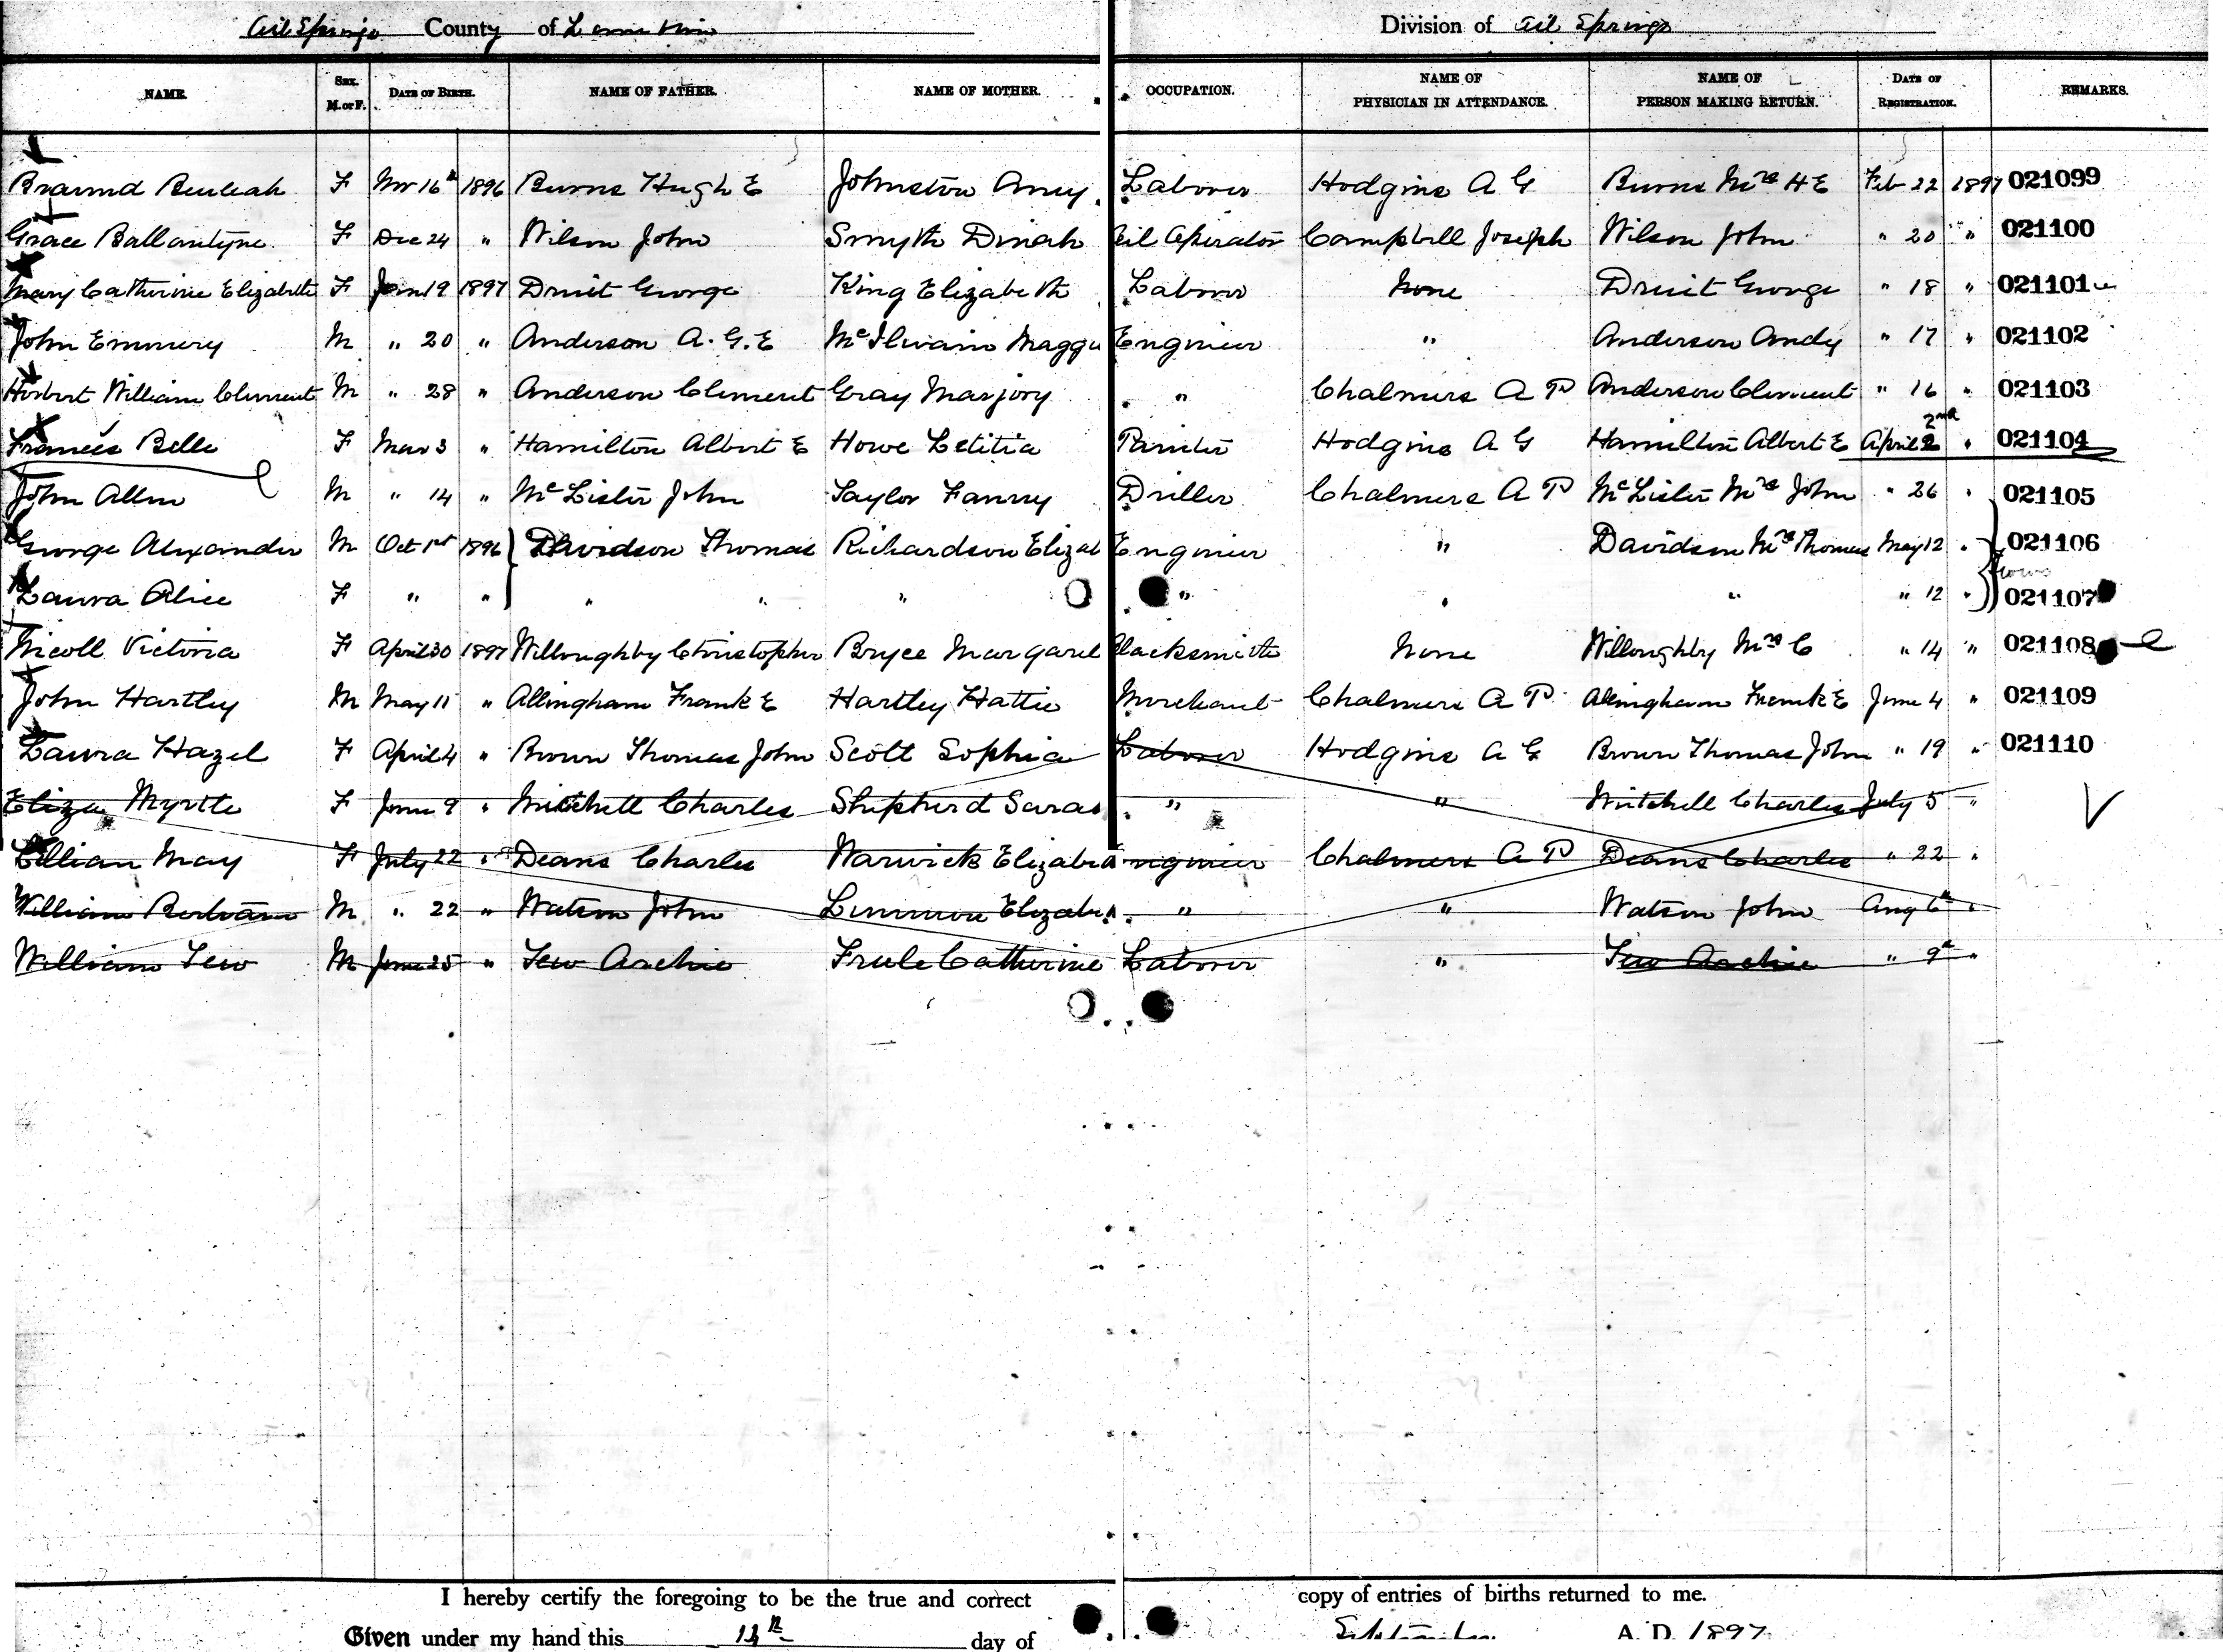 Oil Springs County of Lambton Division of Oil Springs
NAME. SEX. M. or F. DATE OF BIRTH. NAME OF FATHER. NAME OF MOTHER. OCCUPATION. NAME OF PHYSICIAN IN ATTENDANCE. NAME OF PERSON MAKING RETURN. DATE OF REGISTRATION. REMARKS.
Beulah F Nov 16th 1896 Burns Hugh E Johnston Amy Laborer Hodgins A G Burns Mrs H E Feb 22 1897 021099
Grace Ballantyne F Dec 24 " Wilson John Smyth Dinah Oil Operator Campbell Joseph Wilson John " 20 " 021100
Mary Catherine Elizabeth F Jan 19 1897 Druit George King Elizabeth Laborer None Druit George " 18 " 021101
John Emmery M " 20 " Anderson A. G. E McIlwain Maggie Engineer " Anderson Andy " 17 " 021102
Herbert William Clement M " 28 " Anderson Clement Gray Marjory " Chalmers A P Anderson Clement " 16 " 021103
Frances Belle F Mar 3 " Hamilton Albert E Howe Letitia Painter Hodgins A G Hamilton Albert E April 2nd " 021104
John Allen M " 14 " McLister John Taylor Fanny Driller Chalmers A P McLister Mrs John " 26 " 021105
George Alexander M Oct 1st 1896 Davidson Thomas Richardson Elizab Engineer " Davidson Mrs Thomas May 12 " 021106
Laura Alice F " " " " " " " " " 12 " 021107
Nicoll Victoria F April 30 1897 Willoughby Christopher Bryce Margaret Blacksmith None Willoughby Mrs C " 14 " 021108
John Hartley M May 11 " Allingham Frank E Hartley Hattie Merchant Chalmers A P Allingham Frank E June 4 " 021109
Laura Hazel F April 4 " Brown Thomas John Scott Sophia Laborer Hodgins A G Brown Thomas John " 19 " 021110
Eliza Myrtle F June 9 " Mitchell Charles Shepherd Sarah " " Mitchell Charles July 5 "
Lillian May F July 22 " Deans Charles Warwick Elizabeth Engineer Chalmers A P Deans Charles " 22 "
William Bertram M " 22 " Watson John Elizabeth " " Watson John Aug 6th "
William Tew M June 25 " Tew Archie Catherine Laborer " Tew Archie " 9th "
I hereby certify the foregoing to be the true and correct copy of entries of births returned to me.
Given under my hand this day of September A. D. 1897